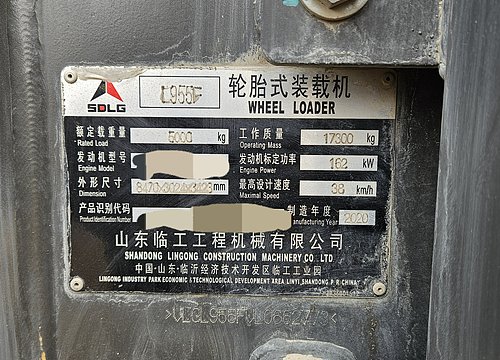 SDLG
L955F
轮胎式装载机
WHEEL LOADER
额定载重量 5000 kg
Rated Load
工作质量 17300 kg
Operating Mass
发动机型号
Engine Model
发动机标定功率 162 kW
Engine Power
外形尺寸 mm
Dimension
最高设计速度 38 km/h
Maximal Speed
产品识别代码
Product Identification Number
制造年度 2020
anufacturing Year
山东临工工程机械有限公司
SHANDONG LINGONG CONSTRUCTION MACHINERY CO. LTD
中国·山东·临沂经济技术开发区临工工业园
LINGONG INDUSTRY PARK ECONOMIC & TECHNOLOGICAL DEVELOPMENT AREA LINYI, SHANDONG, P. R. CHINA